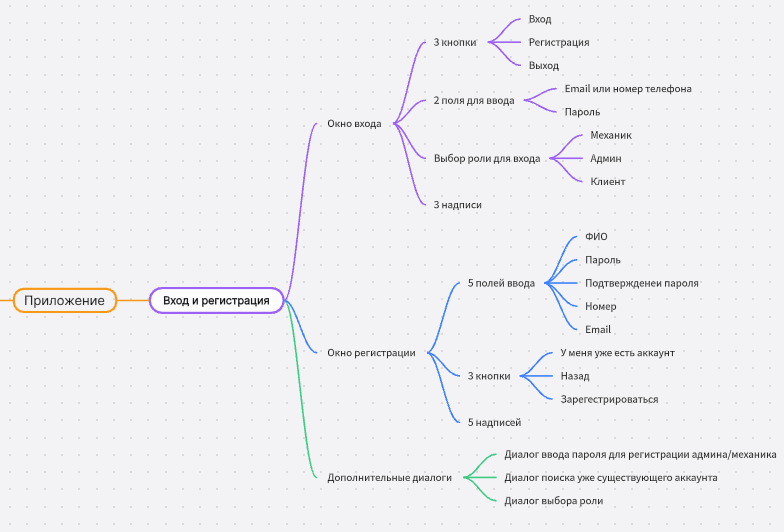 Приложение
Вход и регистрация
Окно входа
3 кнопки
Вход
Регистрация
Выход
2 поля для ввода
Email или номер телефона
Пароль
Выбор роли для входа
Механик
Админ
Клиент
3 надписи
Окно регистрации
5 полей ввода
ФИО
Пароль
Подтвержденеи пароля
Номер
Email
3 кнопки
У меня уже есть аккаунт
Назад
Зарегестрироваться
5 надписей
Дополнительные диалоги
Диалог ввода пароля для регистрации админа/механика
Диалог поиска уже существующего аккаунта
Диалог выбора роли